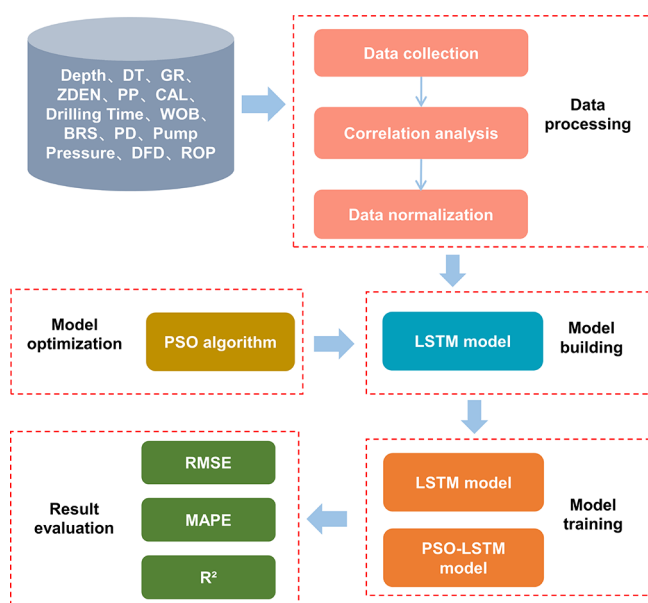 Depth、DT、GR、
ZDEN、PP、CAL、
Drilling Time、WOB、
BRS、PD、Pump
Pressure、DFD、ROP
Data collection
Correlation analysis
Data normalization
Data
processing
Model
optimization
PSO algorithm
LSTM model
Model
building
LSTM model
PSO-LSTM
model
Model
training
Result
evaluation
RMSE
MAPE
R²